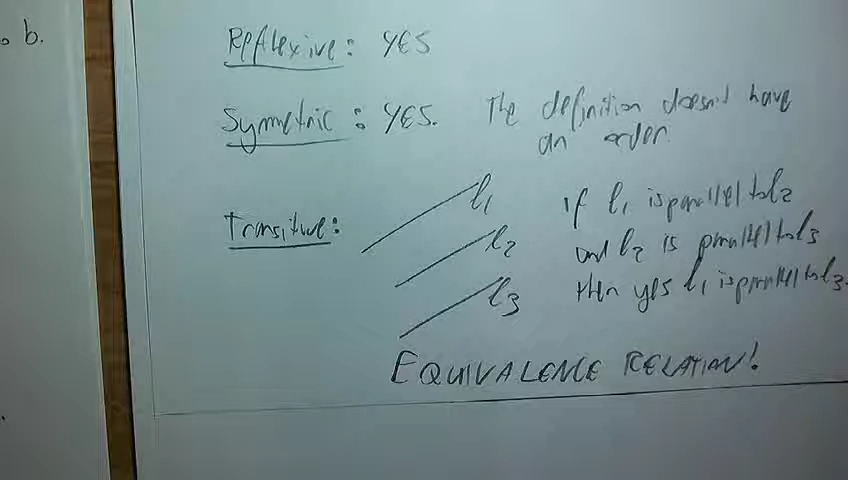 o b.
Reflexive: YES
Symmetric: YES. The definition doesn't have
an order.
Transitive:
l1 if l1 is parallel to l2
l2 and l2 is parallel to l3
l3 then yes l1 is parallel to l3.
EQUIVALENCE RELATION!